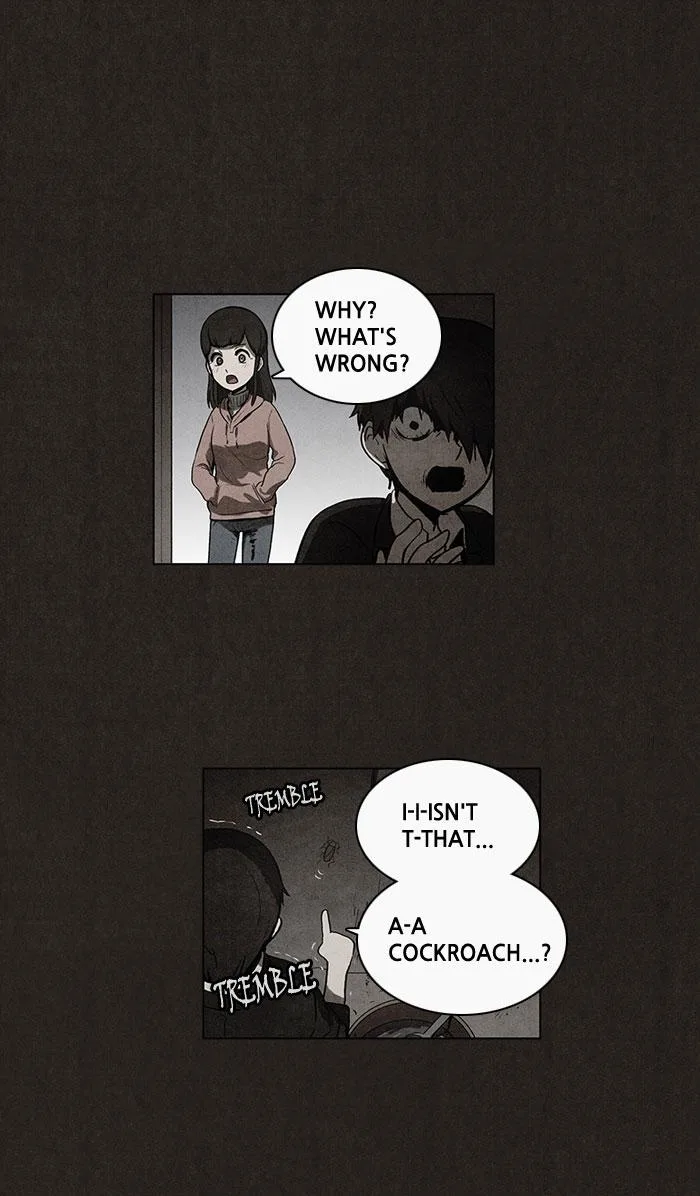 WHY?
WHAT'S
WRONG?
TREMBLE
I-I-ISN'T
T-THAT...
A-A
COCKROACH...?
TREMBLE